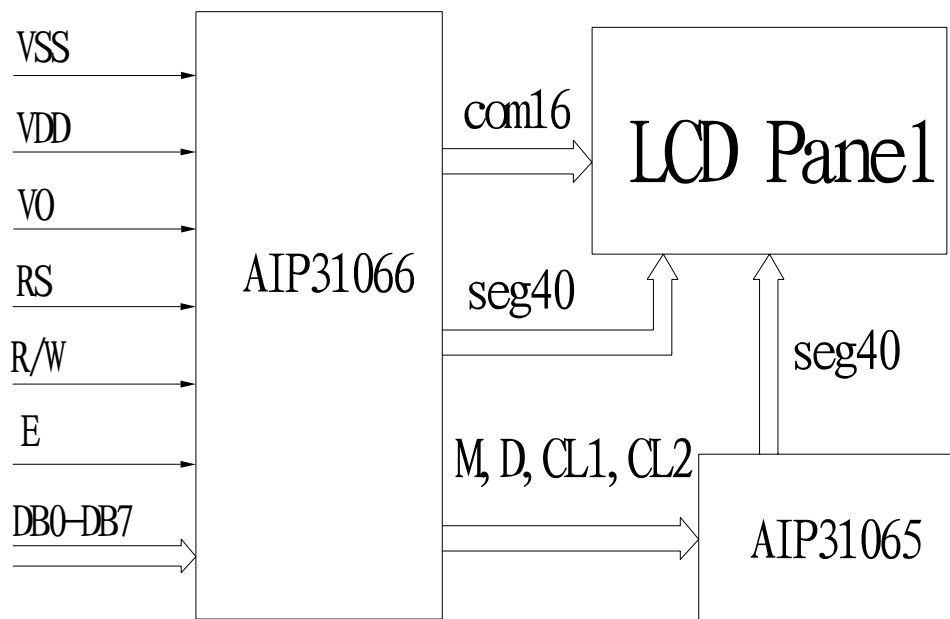 VSS
VDD
VO
RS
R/W
E
DB0-DB7
AIP31066
com16
seg40
M, D, CL1, CL2
LCD Panel
seg40
AIP31065